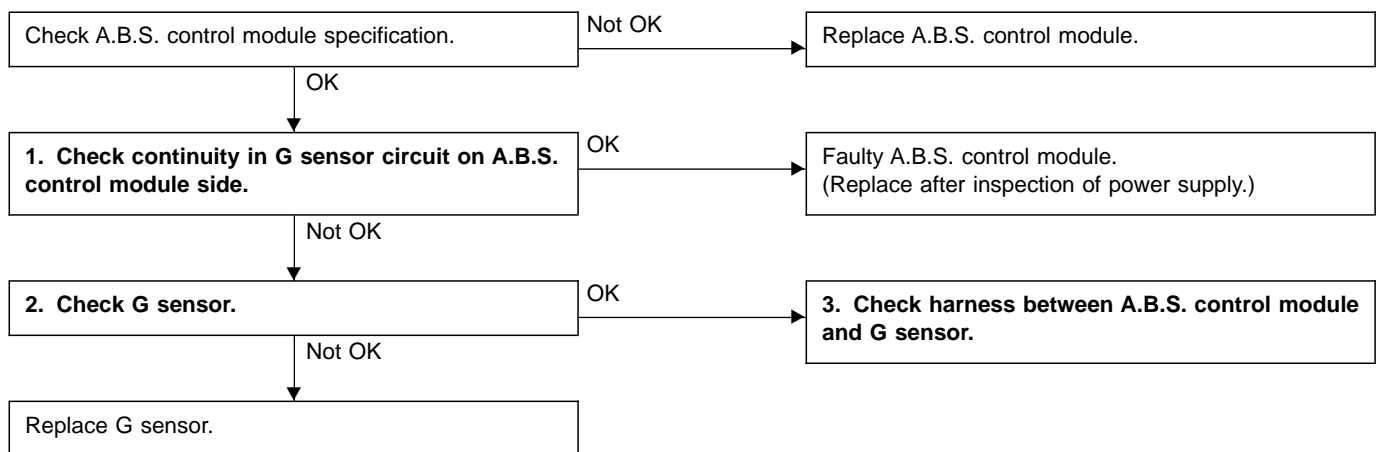 Check A.B.S. control module specification.
Not OK
Replace A.B.S. control module.
OK
1. Check continuity in G sensor circuit on A.B.S.
control module side.
OK
Faulty A.B.S. control module.
(Replace after inspection of power supply.)
Not OK
2. Check G sensor.
OK
3. Check harness between A.B.S. control module
and G sensor.
Not OK
Replace G sensor.